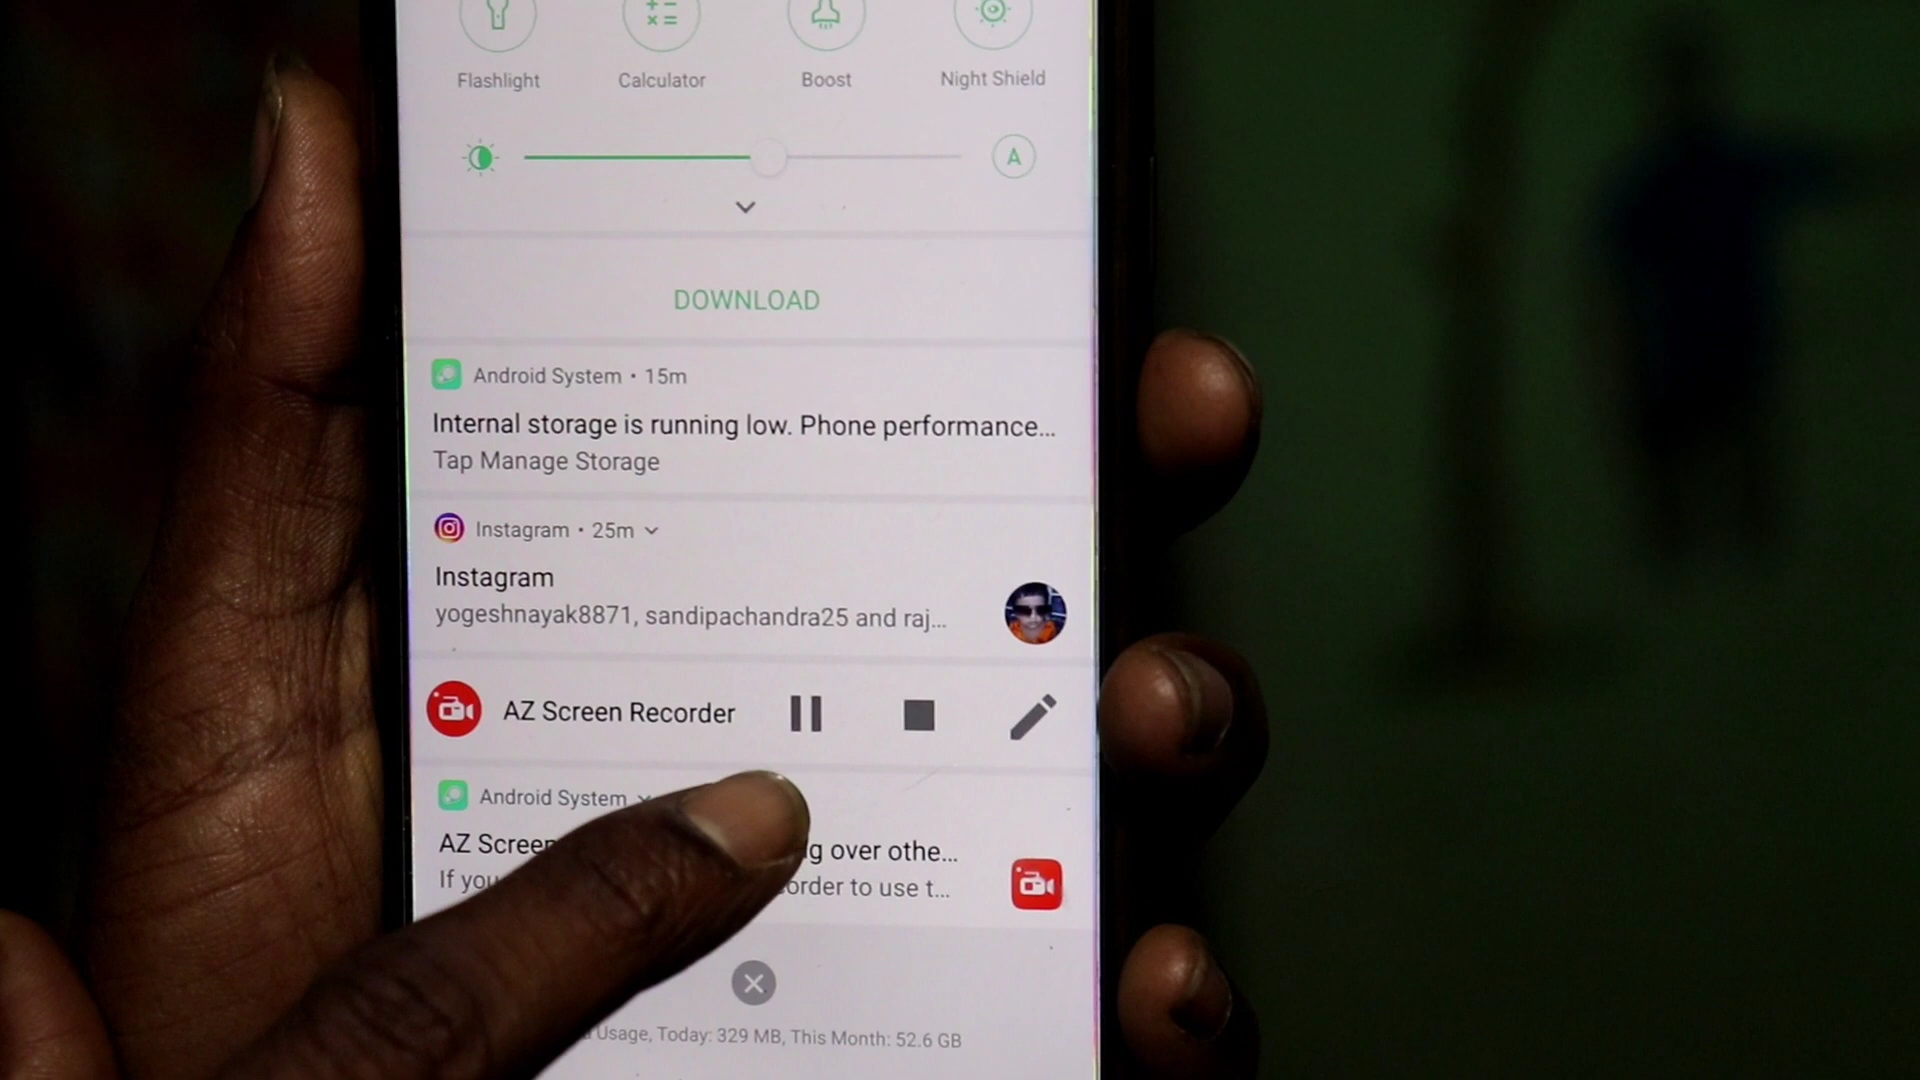 Flashlight Calculator Boost Night Shield
A
DOWNLOAD
Android System • 15m
Internal storage is running low. Phone performance...
Tap Manage Storage
Instagram • 25m
Instagram
yogeshnayak8871, sandipachandra25 and raj...
AZ Screen Recorder
Android System
AZ Screen over othe...
If you to use t...
Usage, Today: 329 MB, This Month: 52.6 GB